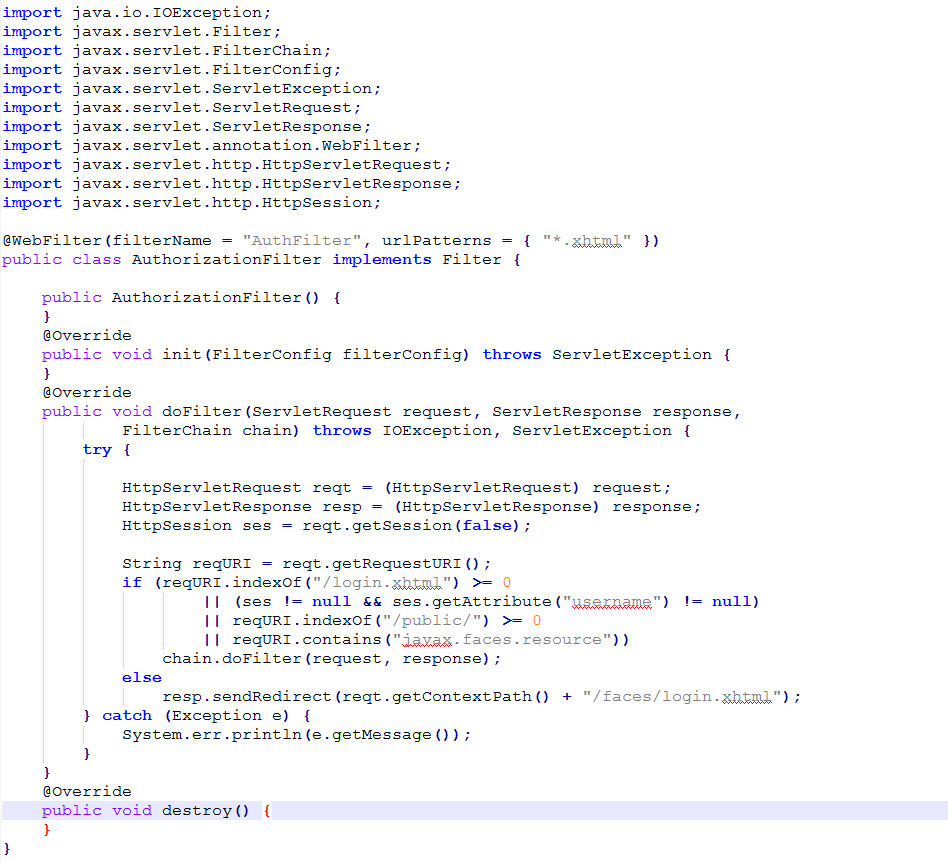 import java.io.IOException;
import javax.servlet.Filter;
import javax.servlet.FilterChain;
import javax.servlet.FilterConfig;
import javax.servlet.ServletException;
import javax.servlet.ServletRequest;
import javax.servlet.ServletResponse;
import javax.servlet.annotation.WebFilter;
import javax.servlet.http.HttpServletRequest;
import javax.servlet.http.HttpServletResponse;
import javax.servlet.http.HttpSession;

@WebFilter(filterName = "AuthFilter", urlPatterns = { "*.xhtml" })
public class AuthorizationFilter implements Filter {

    public AuthorizationFilter() {
    }
    @Override
    public void init(FilterConfig filterConfig) throws ServletException {
    }
    @Override
    public void doFilter(ServletRequest request, ServletResponse response,
            FilterChain chain) throws IOException, ServletException {
        try {

            HttpServletRequest reqt = (HttpServletRequest) request;
            HttpServletResponse resp = (HttpServletResponse) response;
            HttpSession ses = reqt.getSession(false);

            String reqURI = reqt.getRequestURI();
            if (reqURI.indexOf("/login.xhtml") >= 0
                    || (ses != null && ses.getAttribute("username") != null)
                    || reqURI.indexOf("/public/") >= 0
                    || reqURI.contains("javax.faces.resource"))
                chain.doFilter(request, response);
            else
                resp.sendRedirect(reqt.getContextPath() + "/faces/login.xhtml");
        } catch (Exception e) {
            System.err.println(e.getMessage());
        }
    }
    @Override
    public void destroy() {
    }
}